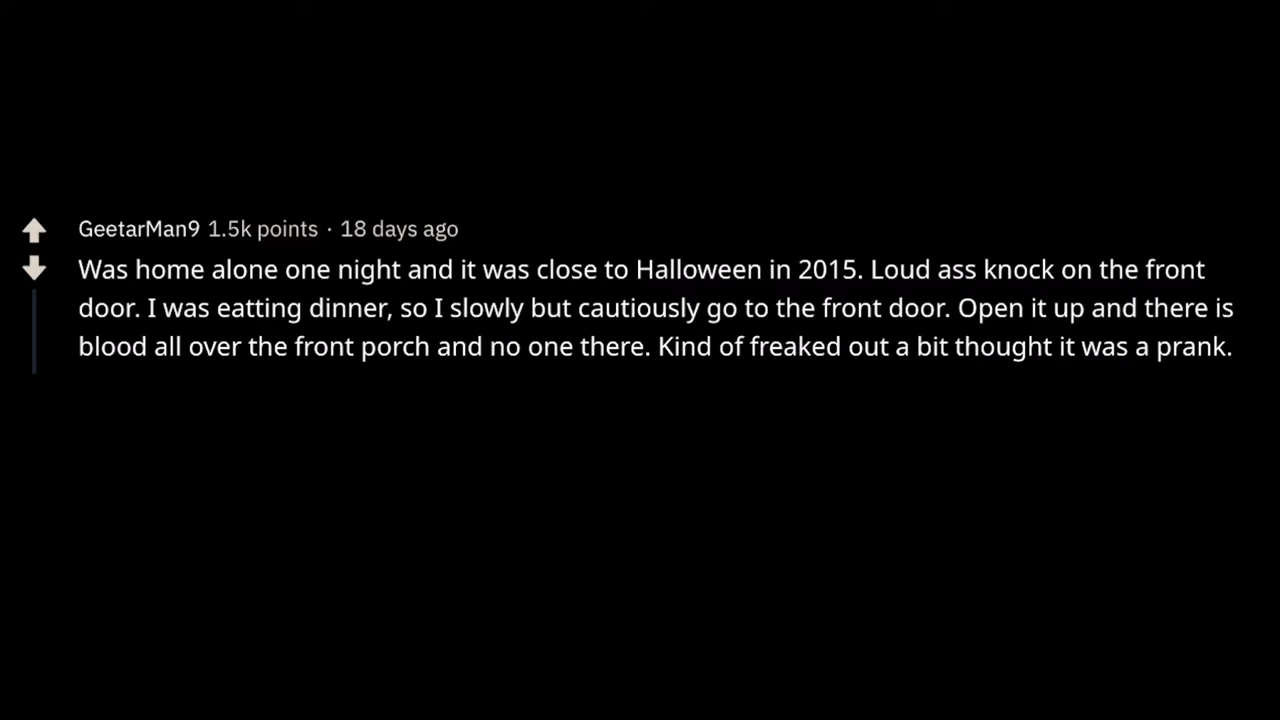 GeetarMan9 1.5k points · 18 days ago
Was home alone one night and it was close to Halloween in 2015. Loud ass knock on the front
door. I was eatting dinner, so I slowly but cautiously go to the front door. Open it up and there is
blood all over the front porch and no one there. Kind of freaked out a bit thought it was a prank.